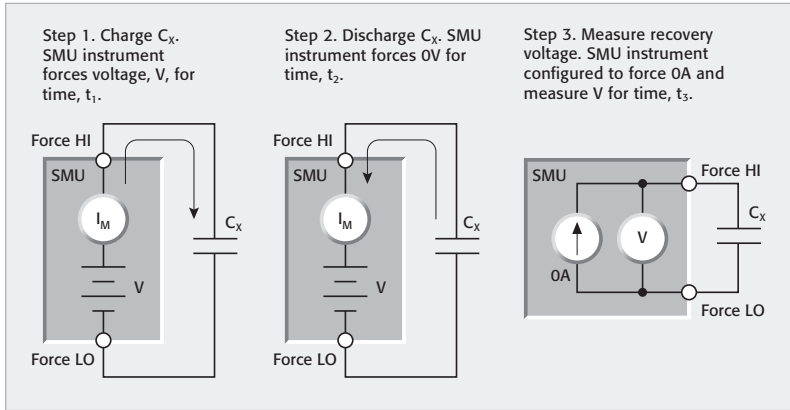 Step 1. Charge Cx.
SMU instrument
forces voltage, V, for
time, t₁.
Step 2. Discharge Cx. SMU
instrument forces 0V for
time, t₂.
Step 3. Measure recovery
voltage. SMU instrument
configured to force 0A and
measure V for time, t₃.
Force HI
SMU
IM
V
Cx
Force LO
Force HI
SMU
IM
V
Cx
Force LO
SMU
Force HI
Cx
V
0A
Force LO